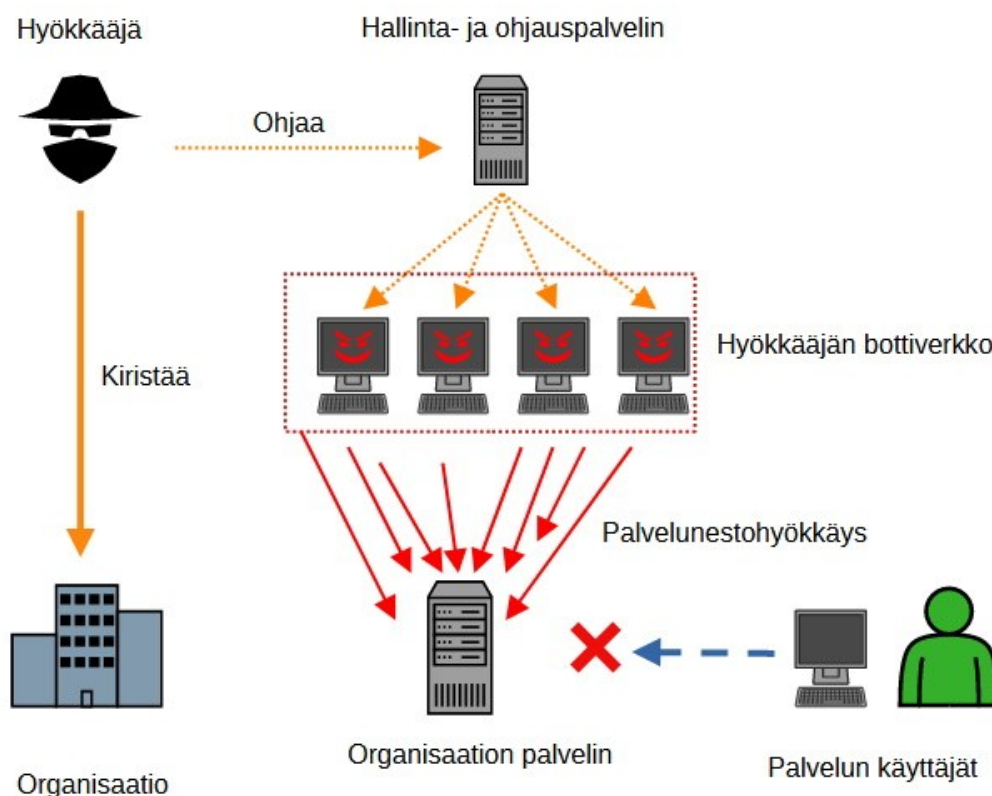 Hyökkääjä
Hallinta- ja ohjauspalvelin
Ohjaa
Hyökkääjän bottiverkko
Kiristää
Palvelunestohyökkäys
Organisaatio
Organisaation palvelin
Palvelun käyttäjät